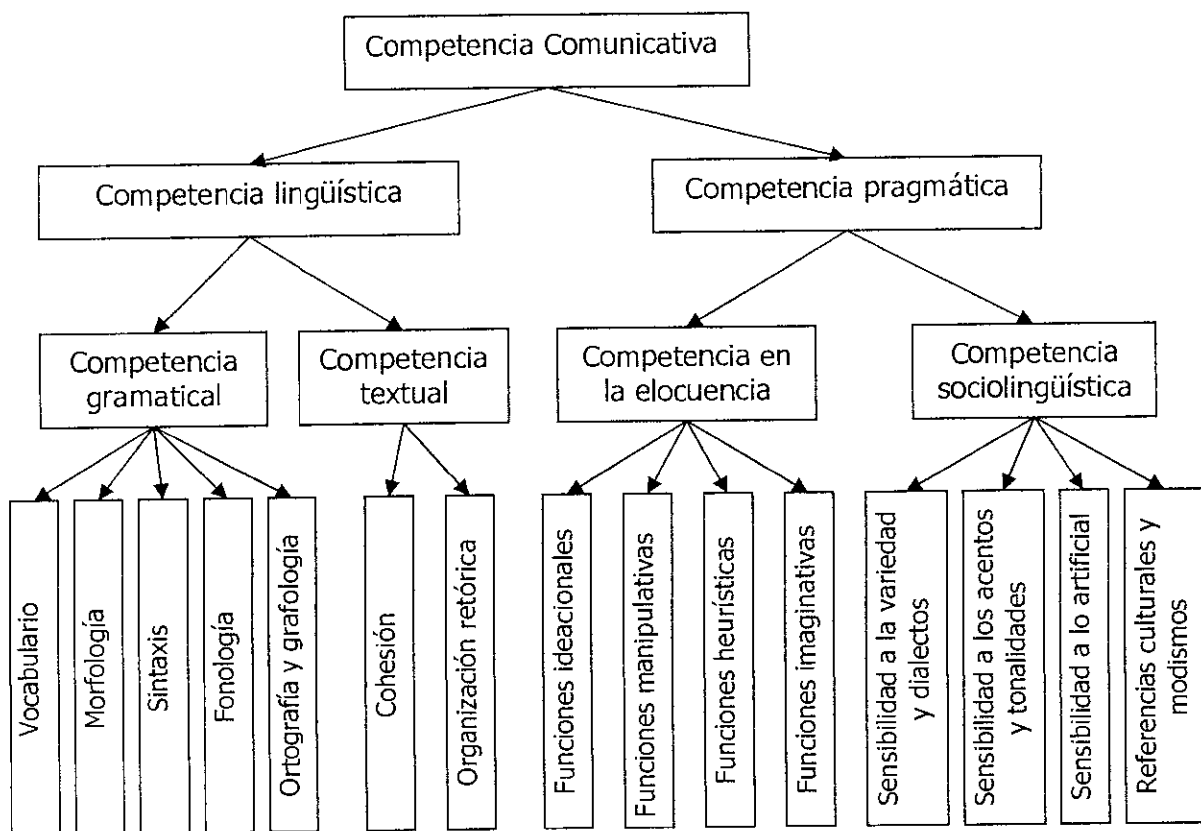 Competencia Comunicativa
Competencia lingüística
Competencia pragmática
Competencia
gramatical
Competencia
textual
Competencia en
la elocuencia
Competencia
sociolingüística
Vocabulario
Morfología
Sintaxis
Fonología
Ortografía y grafología
Cohesión
Organización retórica
Funciones ideacionales
Funciones manipulativas
Funciones heurísticas
Funciones imaginativas
Sensibilidad a la variedad
y dialectos
Sensibilidad a los acentos
y tonalidades
Sensibilidad a lo artificial
Referencias culturales y
modismos